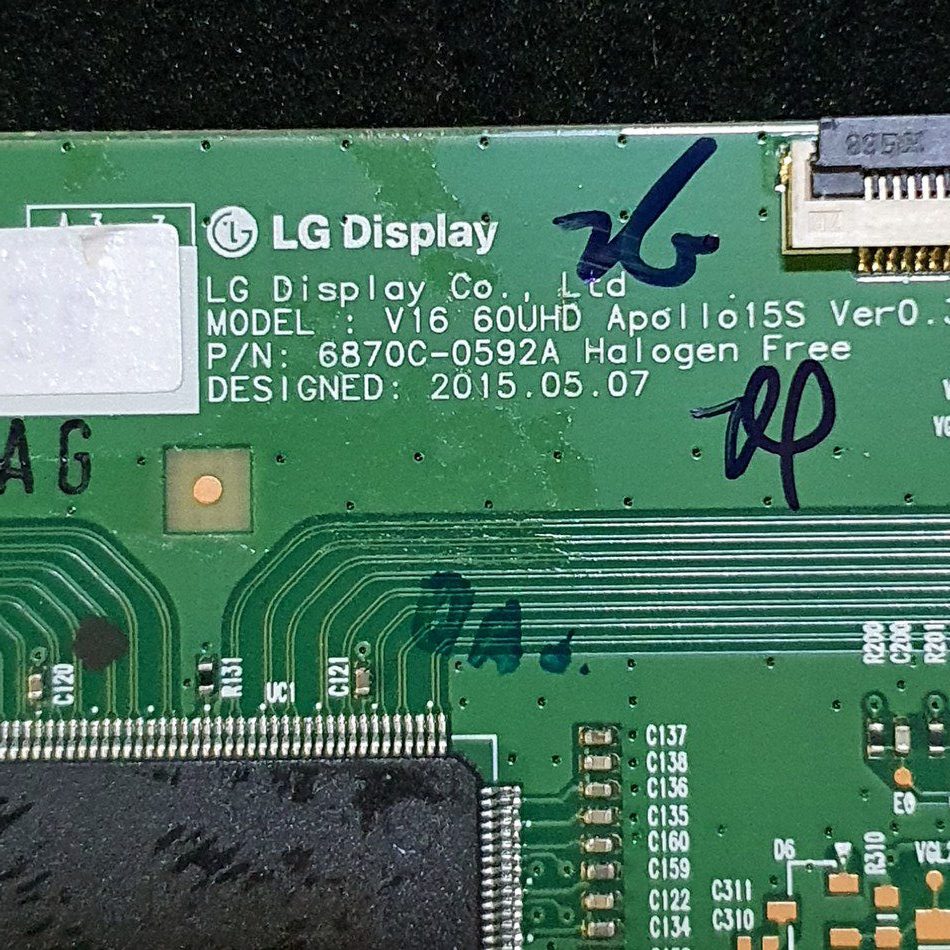 LG Display
LG Display Co., Ltd
MODEL : V16 60UHD Apollo15S Ver0.
P/N: 6870C-0592A Halogen Free
DESIGNED: 2015.05.07
AG
C120
R131
UC1
C121
R200
C200
R201
C137
C138
C136
C135
C160
C159
C122
C134
E0
D6
R310
C311
C310